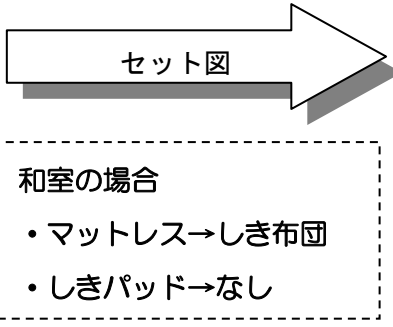 セット図
和室の場合
・マットレス→しき布団
・しきパッド→なし